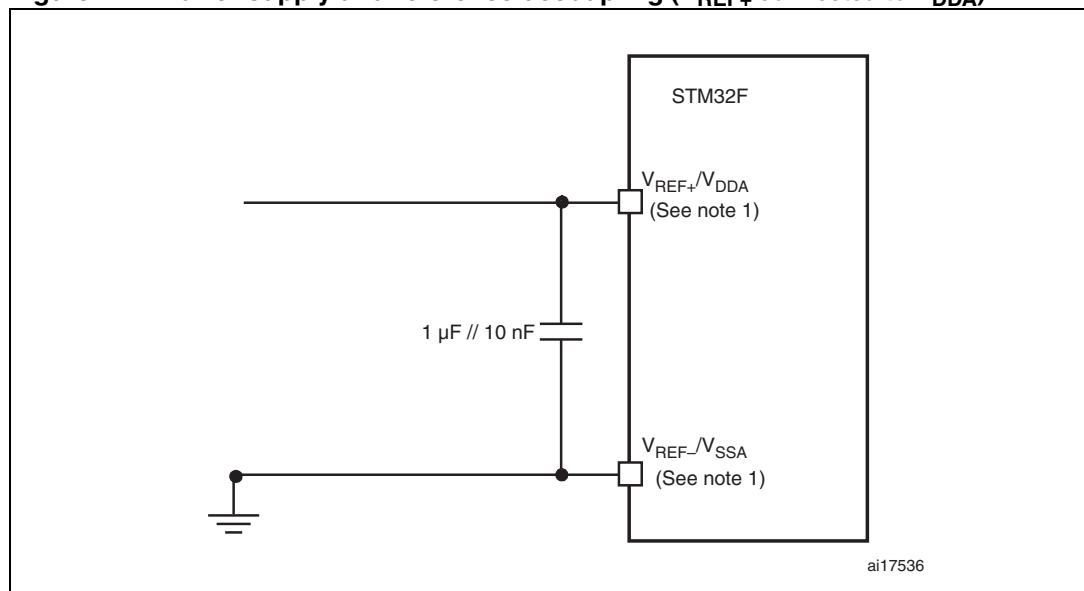 STM32F
VREF+/VDDA
(See note 1)
1 µF // 10 nF
VREF–/VSSA
(See note 1)
ai17536